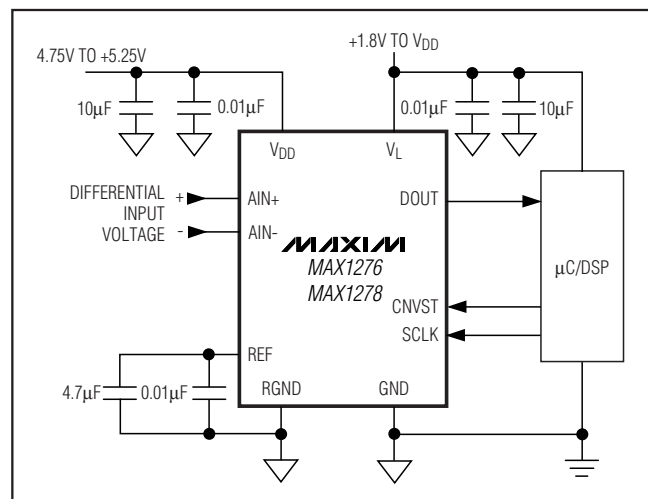 +1.8V TO VDD
4.75V TO +5.25V
10µF
0.01µF
0.01µF
10µF
VDD
VL
DIFFERENTIAL
INPUT
VOLTAGE
+
-
AIN+
AIN-
DOUT
MAXIM
MAX1276
MAX1278
µC/DSP
CNVST
SCLK
REF
4.7µF
0.01µF
RGND
GND